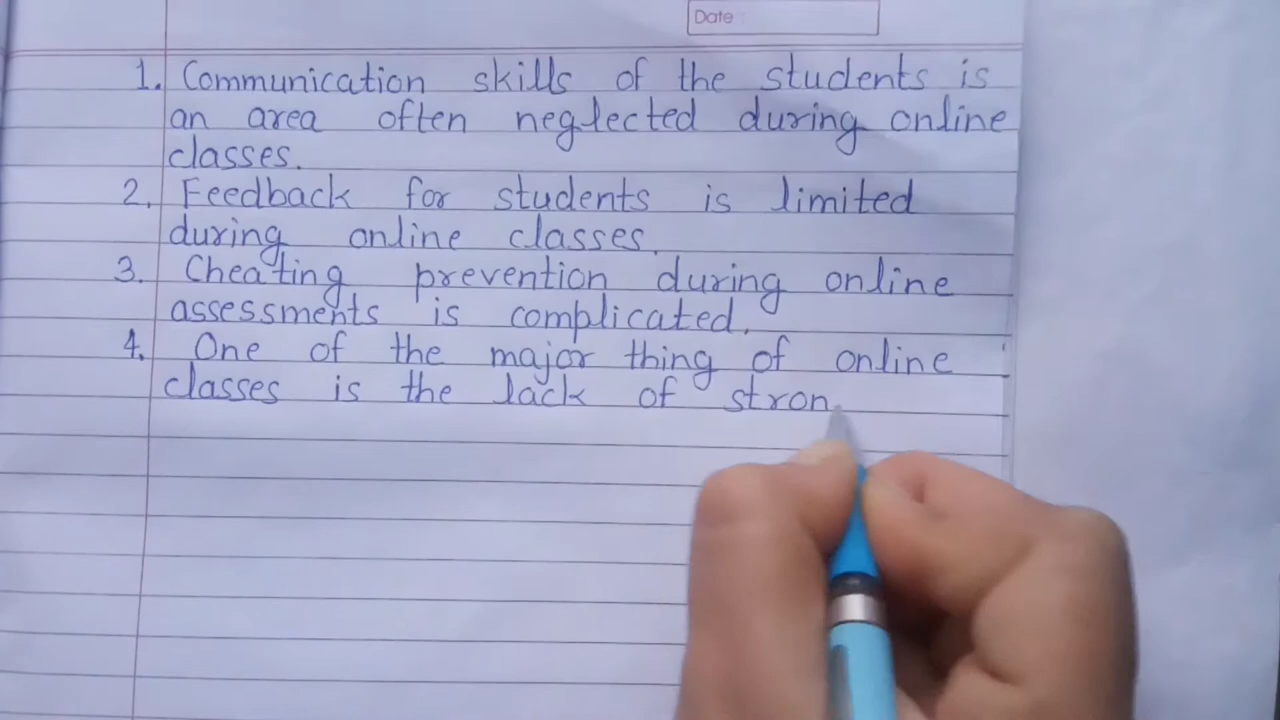 Date
1. Communication skills of the students is
an area often neglected during online
classes.
2. Feedback for students is limited
during online classes.
3. Cheating prevention during online
assessments is complicated.
4. One of the major thing of online
classes is the lack of stron